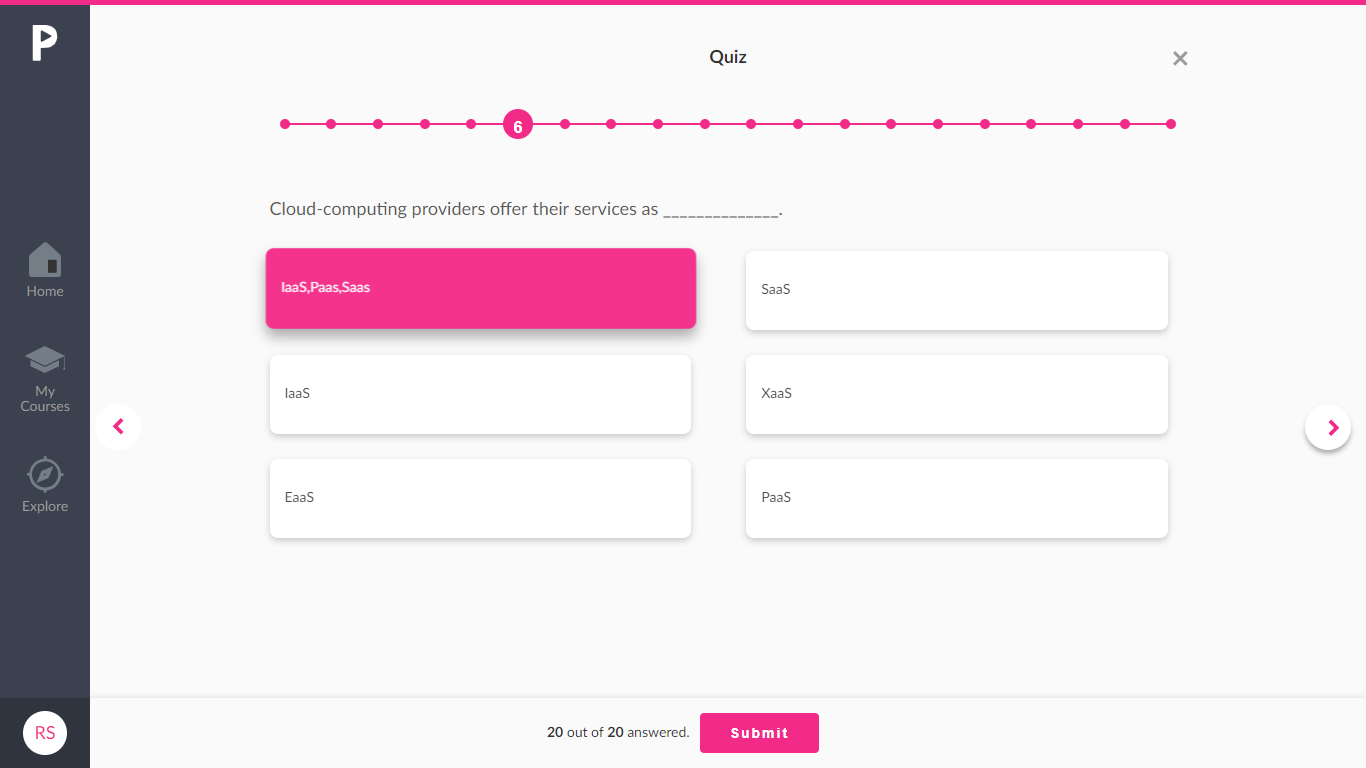 Quiz
6
Cloud-computing providers offer their services as ______________.
IaaS,Paas,Saas
SaaS
IaaS
XaaS
EaaS
PaaS
Home
My
Courses
Explore
RS
20 out of 20 answered.
Submit